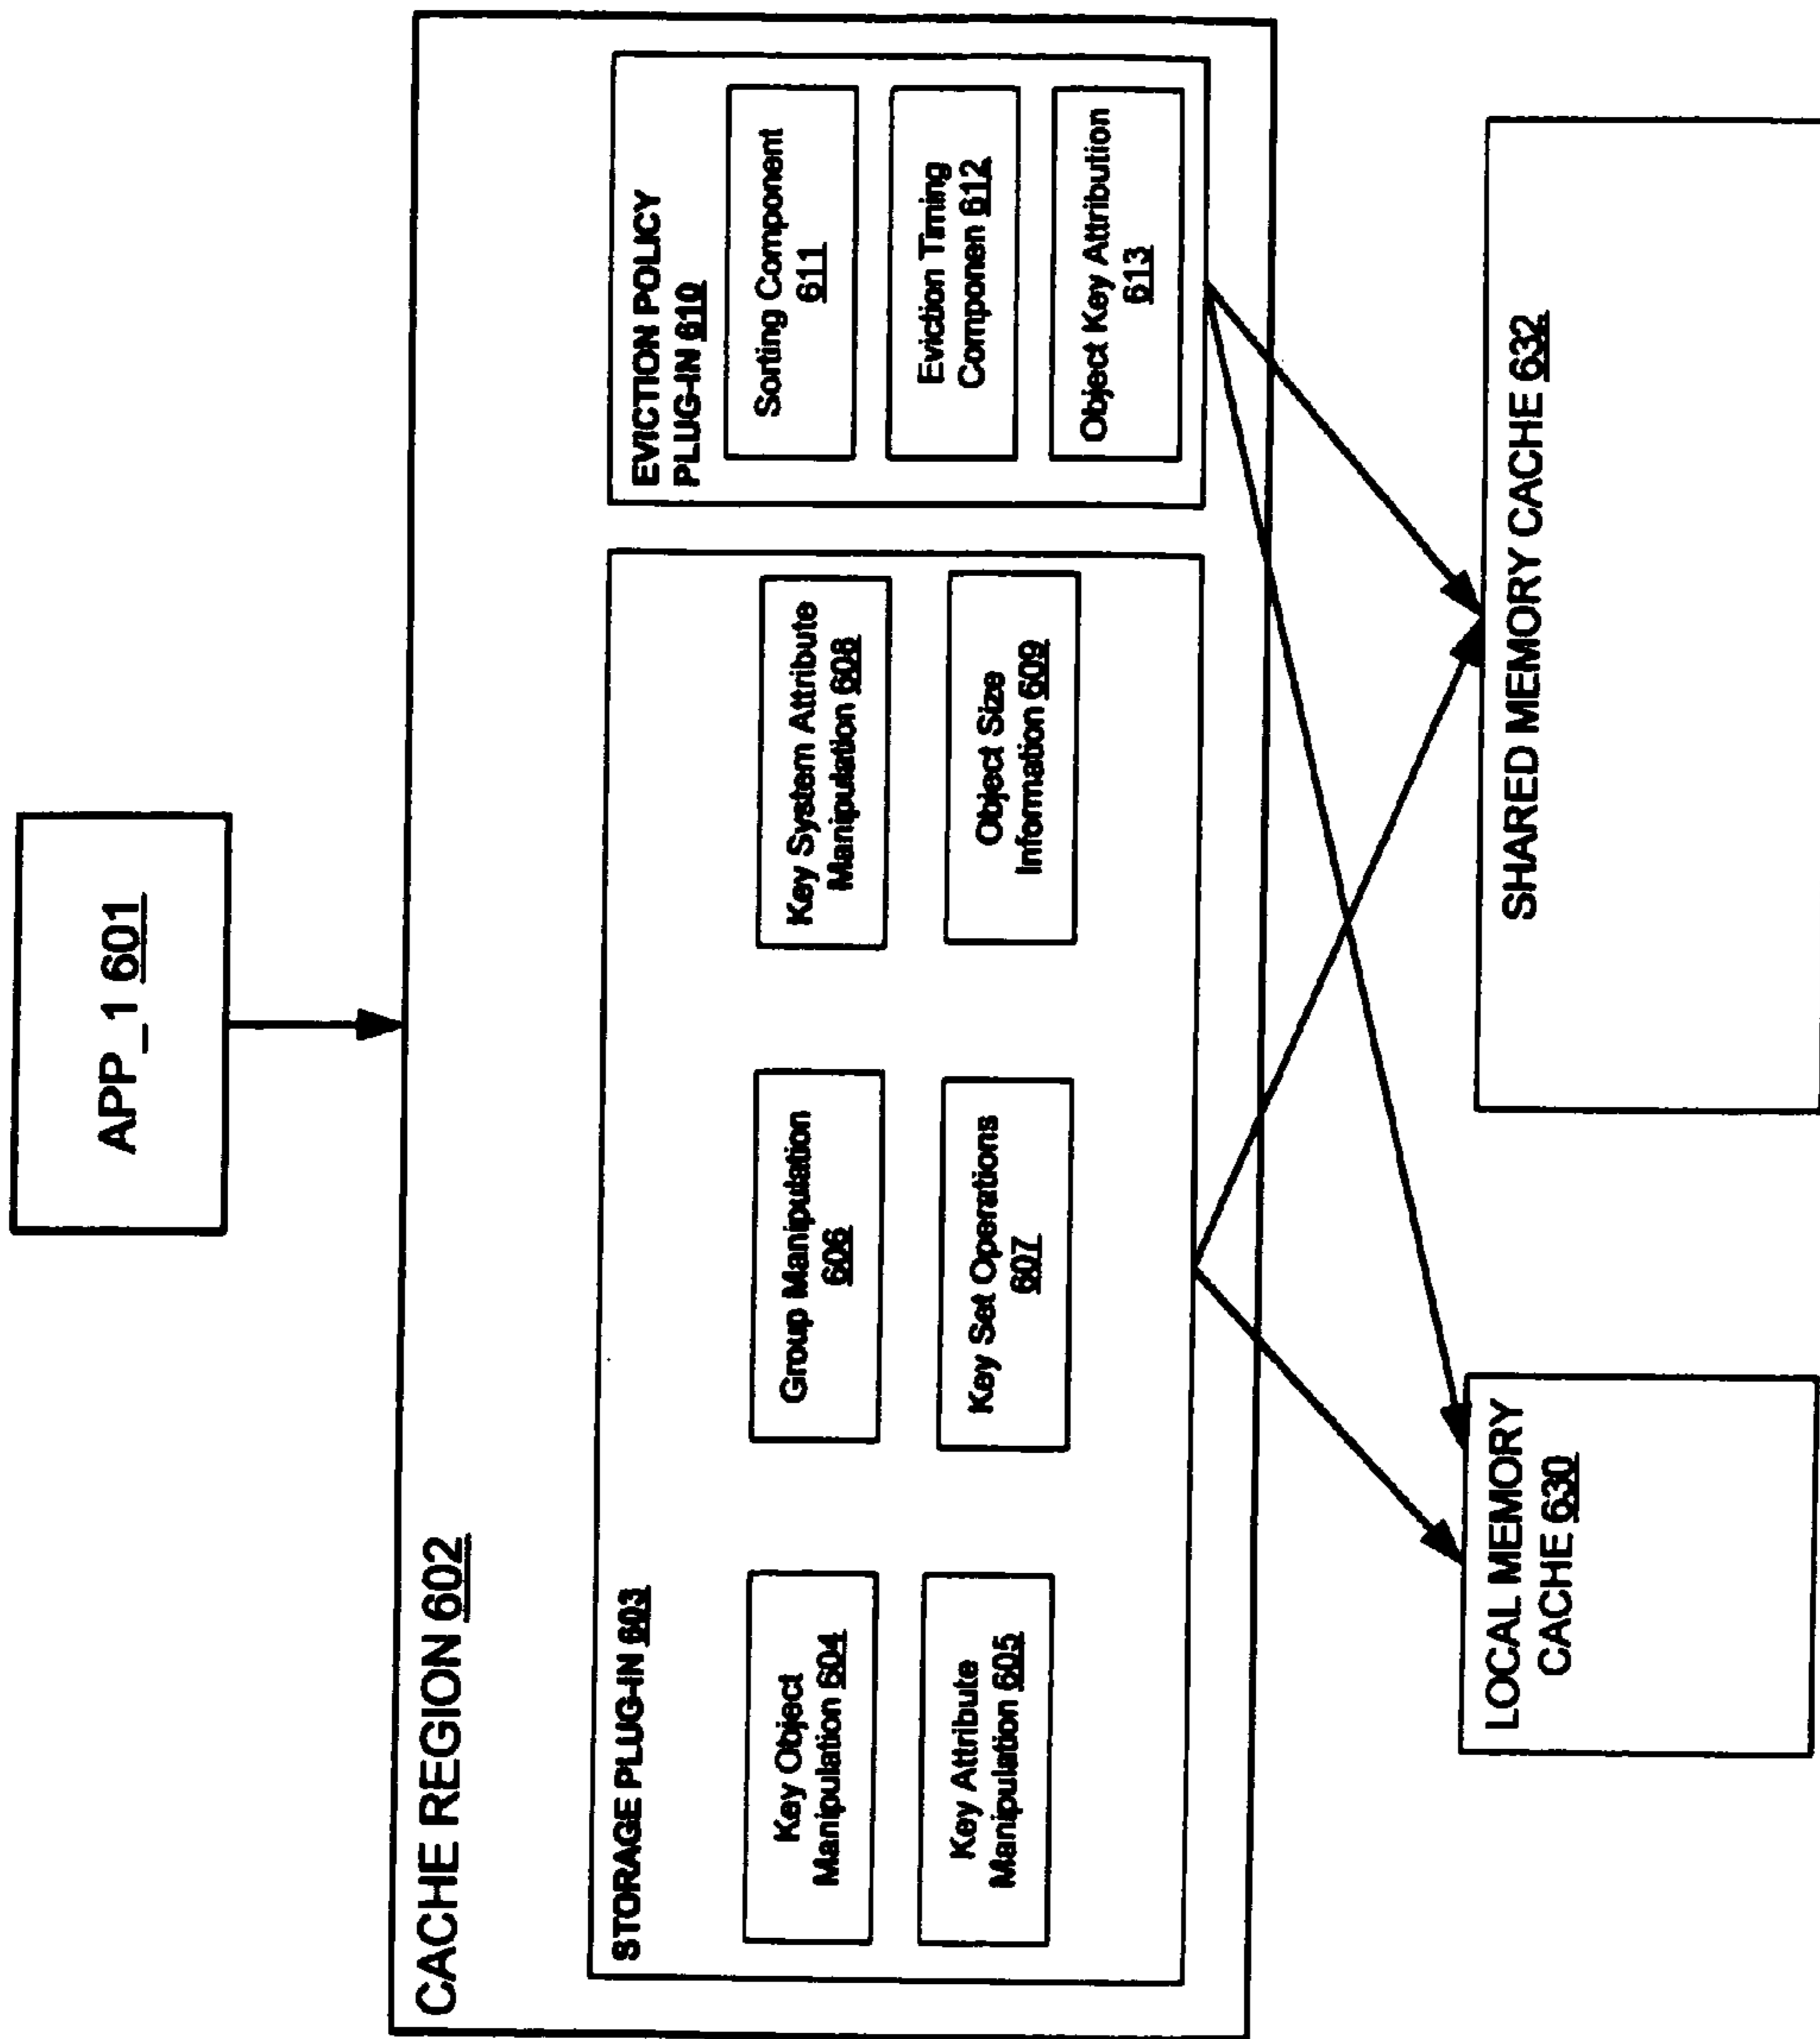 APP_1 601
CACHE REGION 602
STORAGE PLUG-IN 603
Key Object
Manipulation 604
Group Manipulation
606
Key System Attribute
Manipulation 608
Key Attribute
Manipulation 605
Key Set Operations
607
Object Size
Information 609
EVICTION POLICY
PLUG-IN 610
Sorting Component
611
Eviction Timing
Componen 612
Object Key Attribution
613
LOCAL MEMORY
CACHE 630
SHARED MEMORY CACHE 632